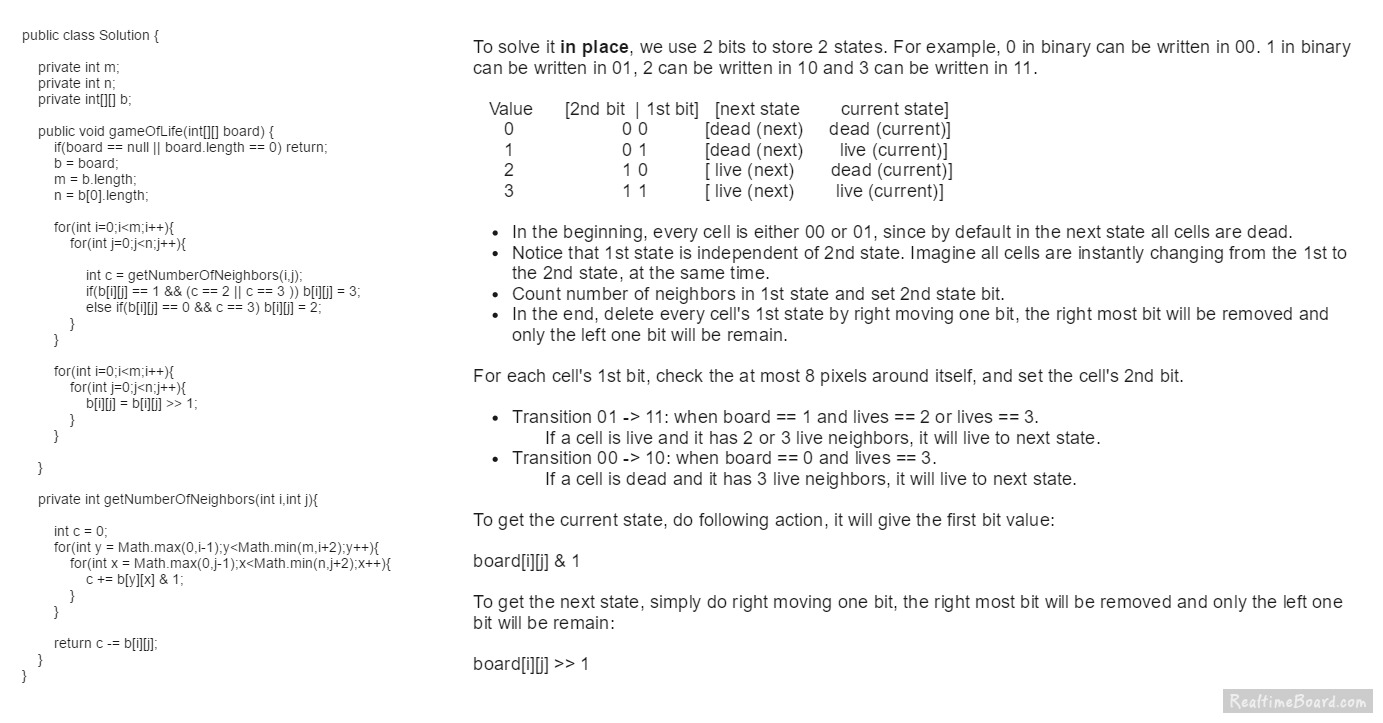 public class Solution {
private int m;
private int n;
private int[][] b;
public void gameOfLife(int[][] board) {
if(board == null || board.length == 0) return;
b = board;
m = b.length;
n = b[0].length;
for(int i=0;i<m;i++){
for(int j=0;j<n;j++){
int c = getNumberOfNeighbors(i,j);
if(b[i][j] == 1 && (c == 2 || c == 3 )) b[i][j] = 3;
else if(b[i][j] == 0 && c == 3) b[i][j] = 2;
}
}
for(int i=0;i<m;i++){
for(int j=0;j<n;j++){
b[i][j] = b[i][j] >> 1;
}
}
}
private int getNumberOfNeighbors(int i,int j){
int c = 0;
for(int y = Math.max(0,i-1);y<Math.min(m,i+2);y++){
for(int x = Math.max(0,j-1);x<Math.min(n,j+2);x++){
c += b[y][x] & 1;
}
}
return c -= b[i][j];
}
}
To solve it in place, we use 2 bits to store 2 states. For example, 0 in binary can be written in 00. 1 in binary
can be written in 01, 2 can be written in 10 and 3 can be written in 11.
Value [2nd bit | 1st bit] [next state current state]
0 0 0 [dead (next) dead (current)]
1 0 1 [dead (next) live (current)]
2 1 0 [ live (next) dead (current)]
3 1 1 [ live (next) live (current)]
• In the beginning, every cell is either 00 or 01, since by default in the next state all cells are dead.
• Notice that 1st state is independent of 2nd state. Imagine all cells are instantly changing from the 1st to
the 2nd state, at the same time.
• Count number of neighbors in 1st state and set 2nd state bit.
• In the end, delete every cell's 1st state by right moving one bit, the right most bit will be removed and
only the left one bit will be remain.
For each cell's 1st bit, check the at most 8 pixels around itself, and set the cell's 2nd bit.
• Transition 01 -> 11: when board == 1 and lives == 2 or lives == 3.
If a cell is live and it has 2 or 3 live neighbors, it will live to next state.
• Transition 00 -> 10: when board == 0 and lives == 3.
If a cell is dead and it has 3 live neighbors, it will live to next state.
To get the current state, do following action, it will give the first bit value:
board[i][j] & 1
To get the next state, simply do right moving one bit, the right most bit will be removed and only the left one
bit will be remain:
board[i][j] >> 1
RealtimeBoard.com